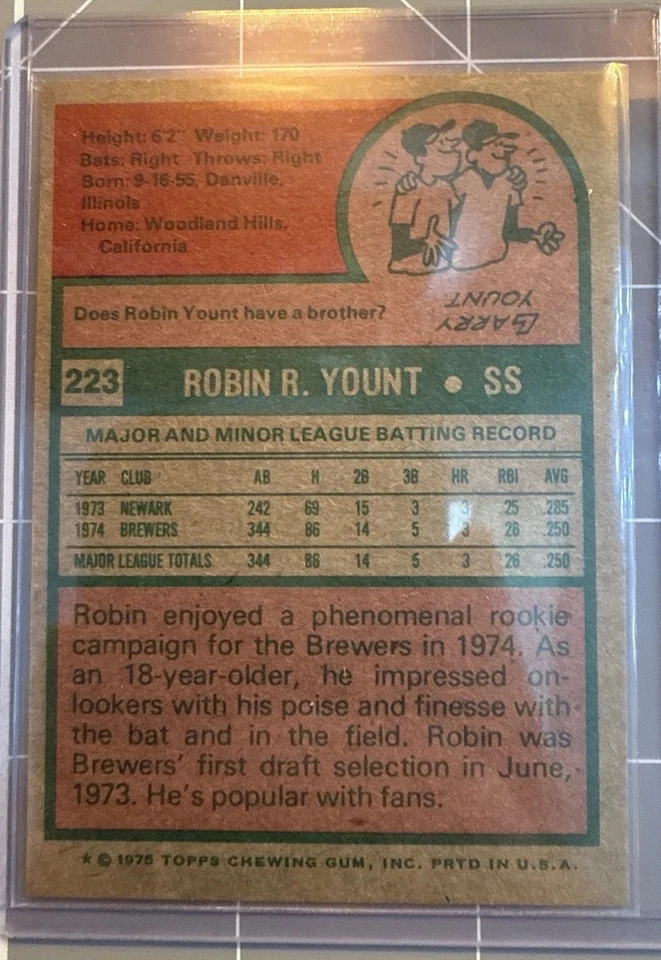 Height: 6'2" Weight: 170
Bats: Right Throws: Right
Born: 9-16-55, Danville,
Illinois
Home: Woodland Hills,
California
Does Robin Yount have a brother?
LARRY
YOUNT
223 ROBIN R. YOUNT • SS
MAJOR AND MINOR LEAGUE BATTING RECORD
YEAR CLUB AB H 2B 3B HR RBI AVG
1973 NEWARK 242 69 15 3 3 25 .285
1974 BREWERS 344 86 14 5 3 26 .250
MAJOR LEAGUE TOTALS 344 86 14 5 3 26 .250
Robin enjoyed a phenomenal rookie
campaign for the Brewers in 1974. As
an 18-year-older, he impressed on-
lookers with his poise and finesse with
the bat and in the field. Robin was
Brewers' first draft selection in June,
1973. He's popular with fans.
* © 1975 TOPPS CHEWING GUM, INC. PRTD IN U.S.A.